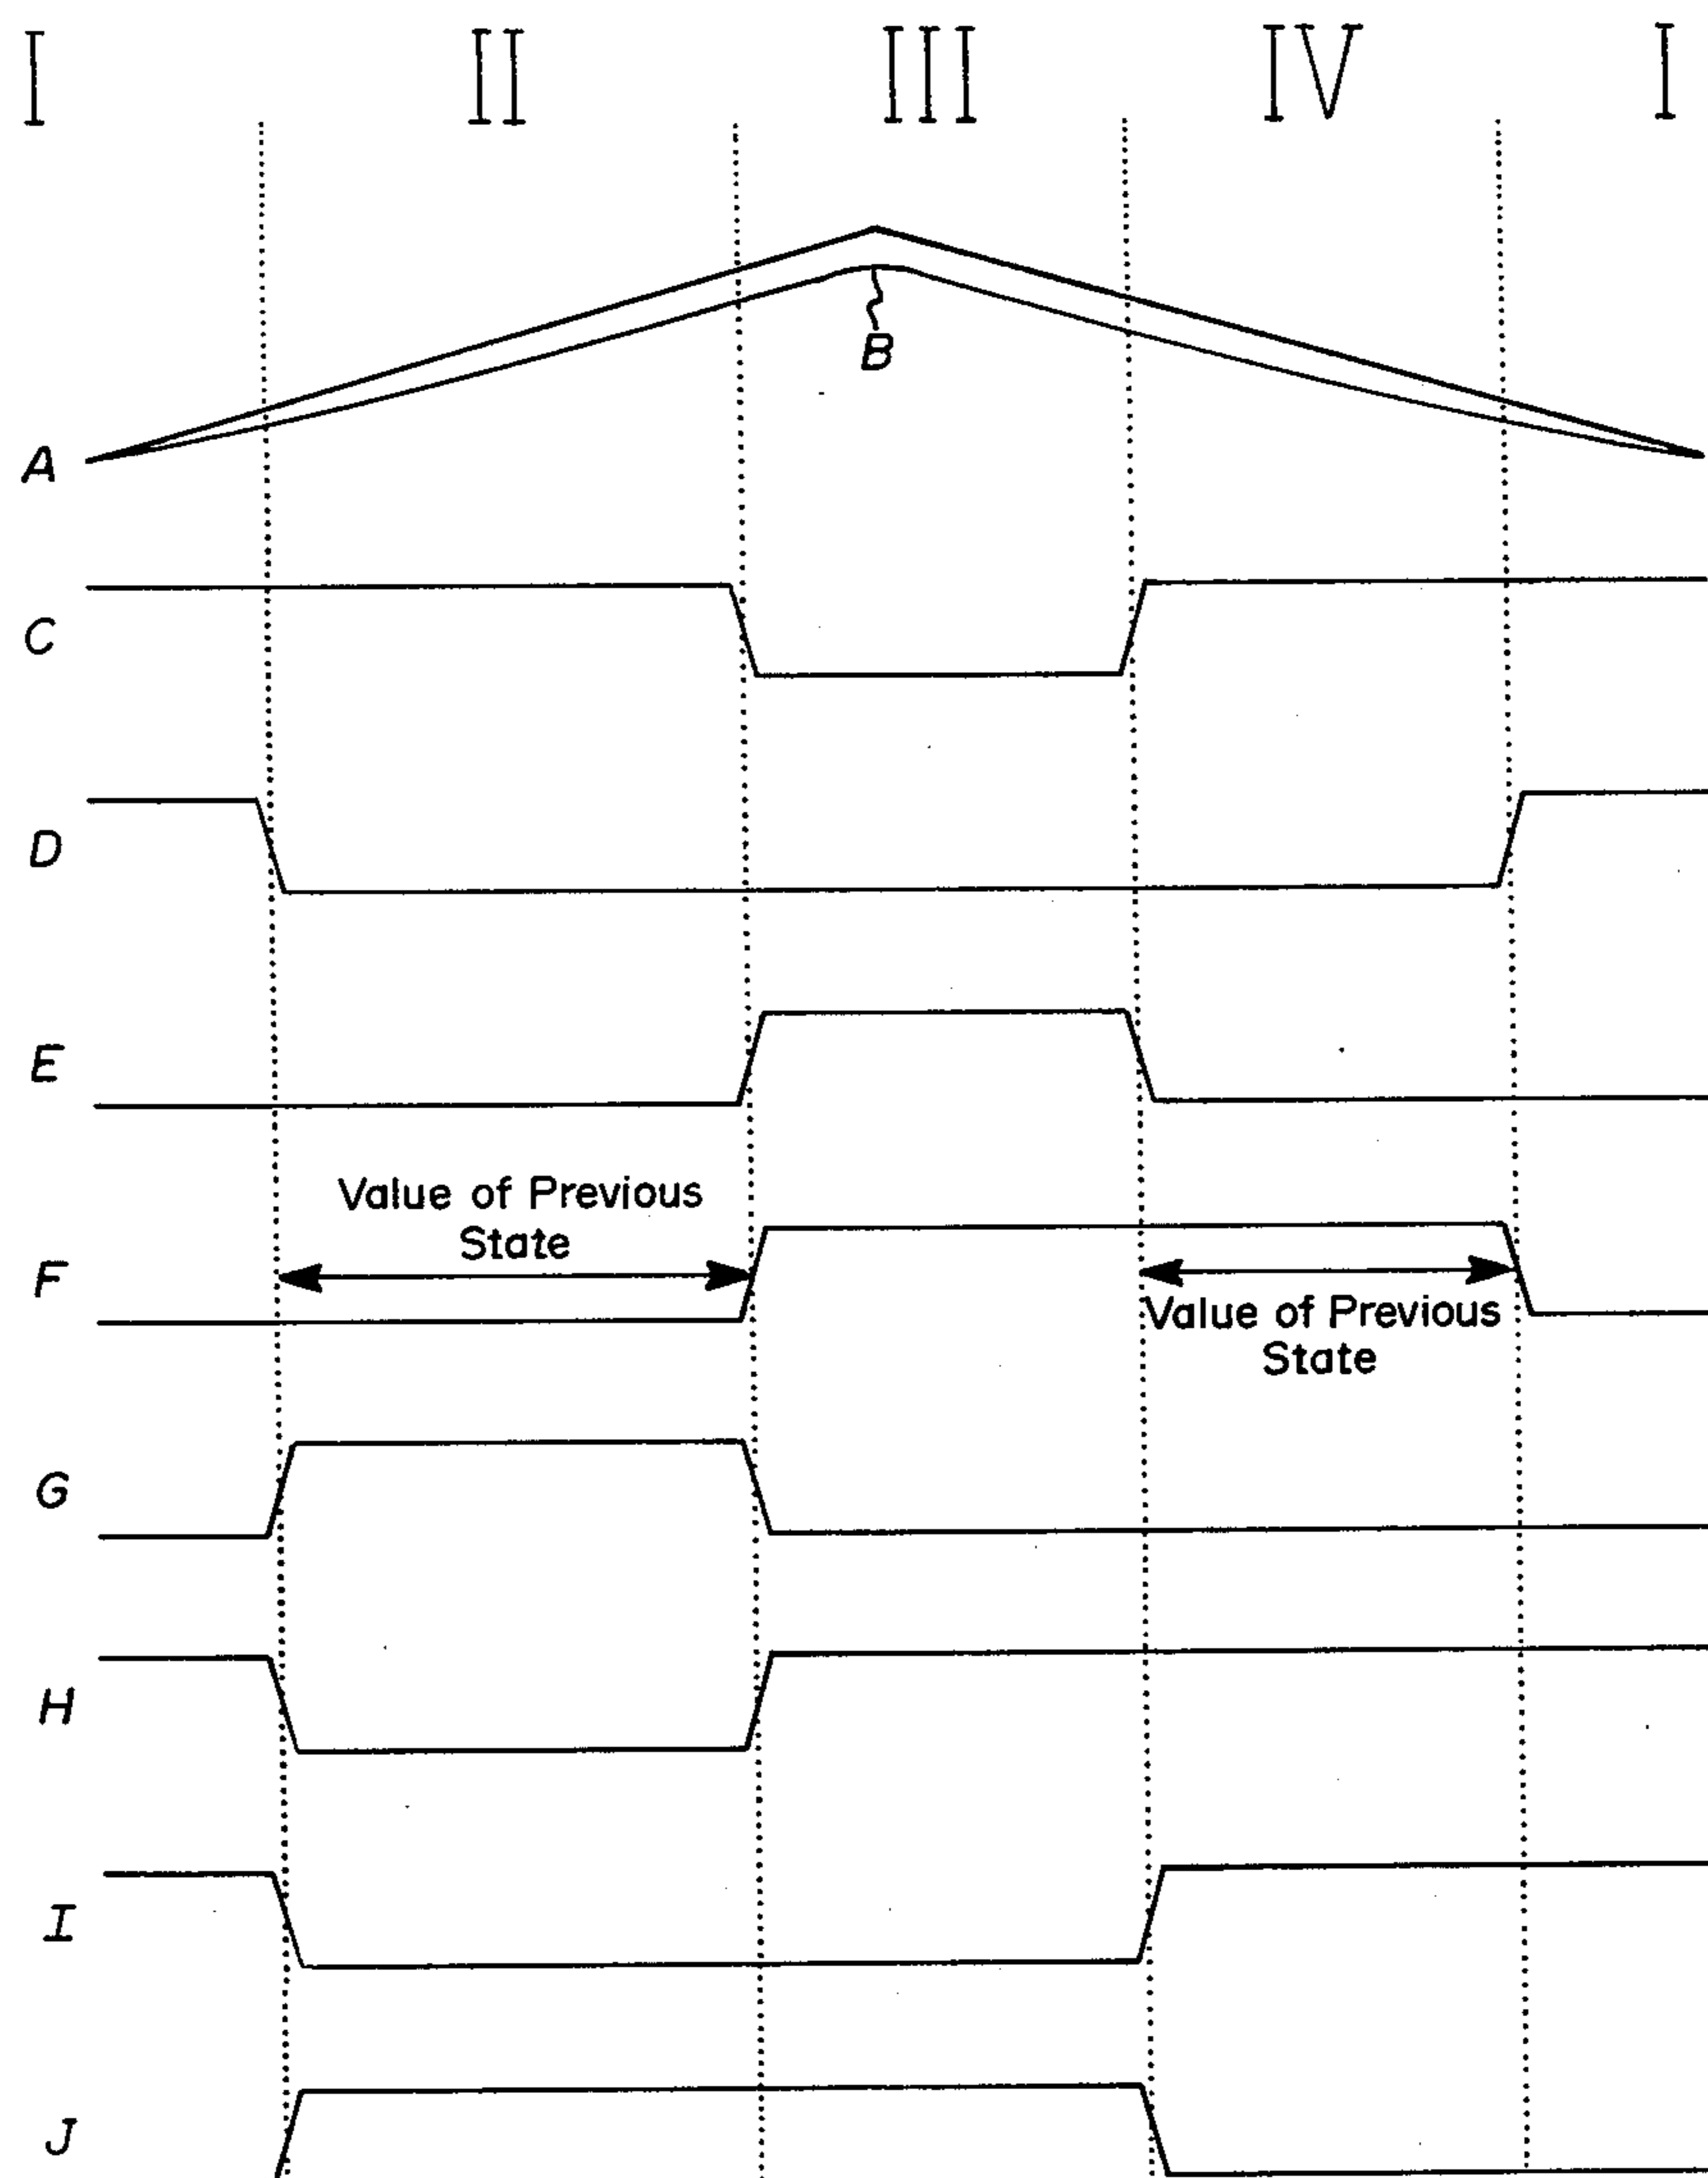 I II III IV I
B
A
C
D
E
Value of Previous
State
F
Value of Previous
State
G
H
I
J